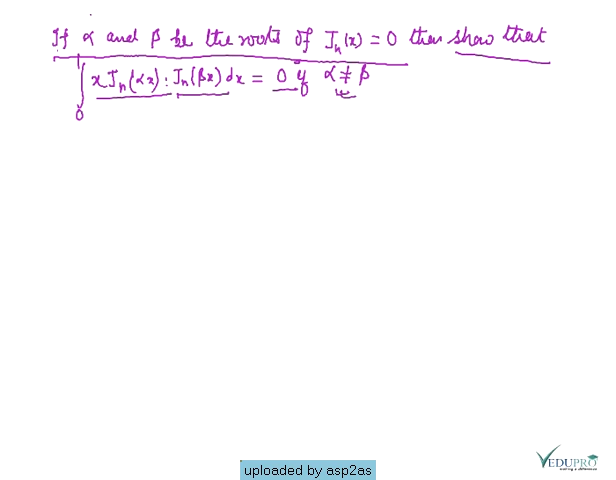 If α and β be the roots of Jn(x) = 0 then show that
∫₀ x Jn(αx) · Jn(βx) dx = 0 if α ≠ β
VEDUPRO
uploaded by asp2as